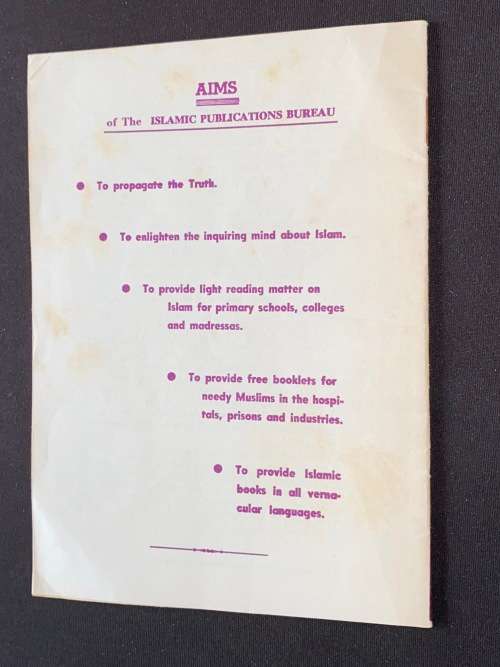 AIMS
of The ISLAMIC PUBLICATIONS BUREAU
● To propagate the Truth.
● To enlighten the inquiring mind about Islam.
● To provide light reading matter on
Islam for primary schools, colleges
and madressas.
● To provide free booklets for
needy Muslims in the hospi-
tals, prisons and industries.
● To provide Islamic
books in all verna-
cular languages.